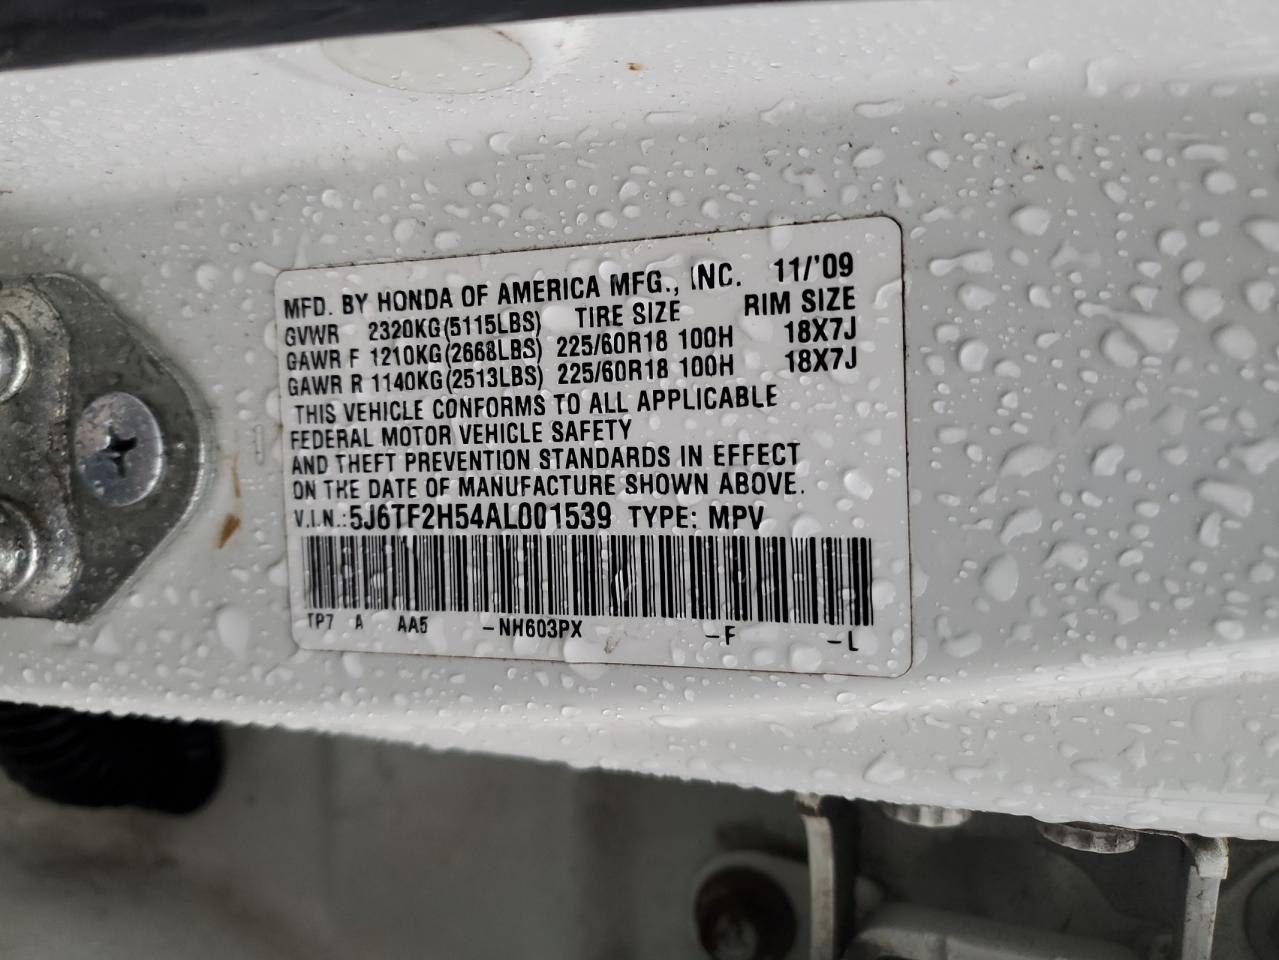 MFD. BY HONDA OF AMERICA MFG., INC. 11/'09
GVWR 2320KG(5115LBS) TIRE SIZE RIM SIZE
GAWR F 1210KG(2668LBS) 225/60R18 100H 18X7J
GAWR R 1140KG(2513LBS) 225/60R18 100H 18X7J
THIS VEHICLE CONFORMS TO ALL APPLICABLE
FEDERAL MOTOR VEHICLE SAFETY
AND THEFT PREVENTION STANDARDS IN EFFECT
ON THE DATE OF MANUFACTURE SHOWN ABOVE.
V.I.N.: 5J6TF2H54AL001539 TYPE: MPV
TP7 A AA5 -NH603PX -F -L